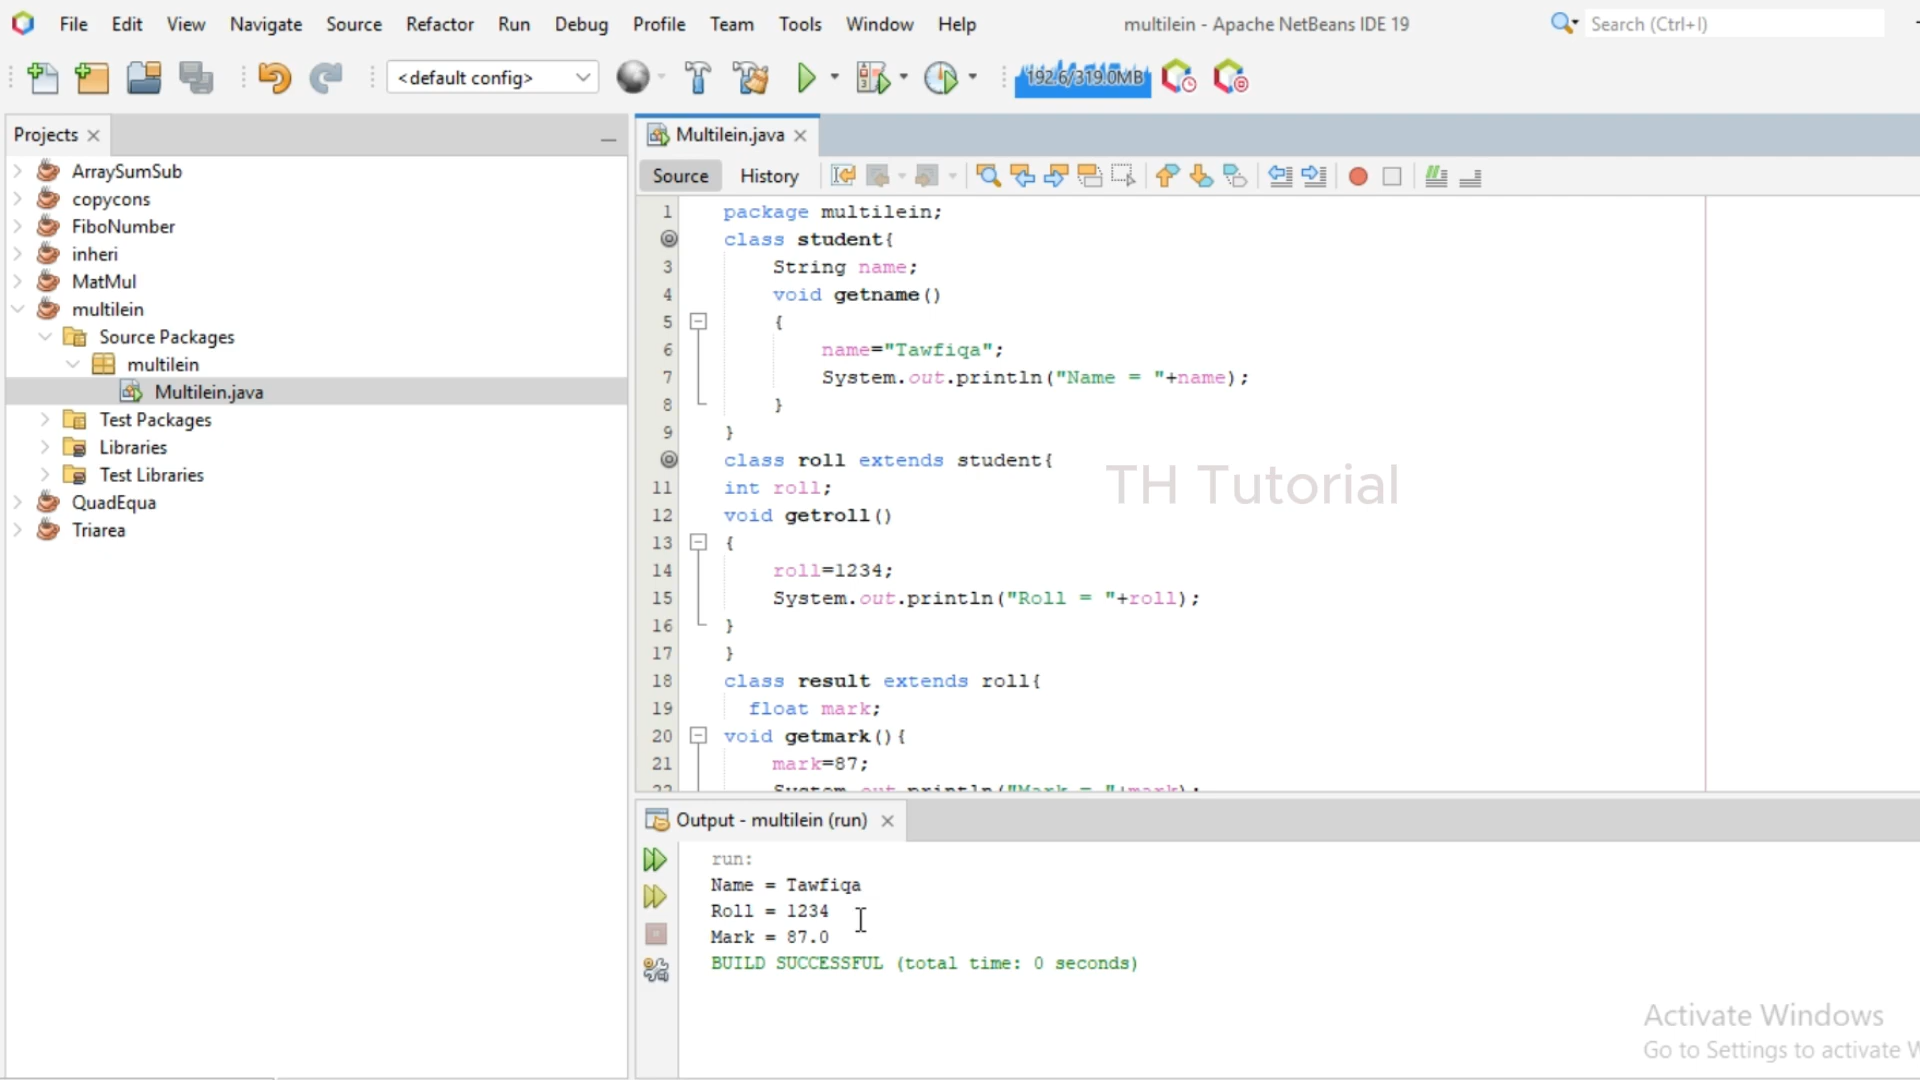 File Edit View Navigate Source Refactor Run Debug Profile Team Tools Window Help
multilein - Apache NetBeans IDE 19
Search (Ctrl+I)
<default config>
192.6/319.0MB
Projects
ArraySumSub
copycons
FiboNumber
inheri
MatMul
multilein
Source Packages
multilein
Multilein.java
Test Packages
Libraries
Test Libraries
QuadEqua
Triarea
Multilein.java
Source History
1 package multilein;
class student{
3 String name;
4 void getname()
5 {
6 name="Tawfiqa";
7 System.out.println("Name = "+name);
8 }
9 }
class roll extends student{
11 int roll;
12 void getroll()
13 {
14 roll=1234;
15 System.out.println("Roll = "+roll);
16 }
17 }
18 class result extends roll{
19 float mark;
20 void getmark(){
21 mark=87;
22 System.out.println("Mark = "+mark);
TH Tutorial
Output - multilein (run)
run:
Name = Tawfiqa
Roll = 1234
Mark = 87.0
BUILD SUCCESSFUL (total time: 0 seconds)
Activate Windows
Go to Settings to activate